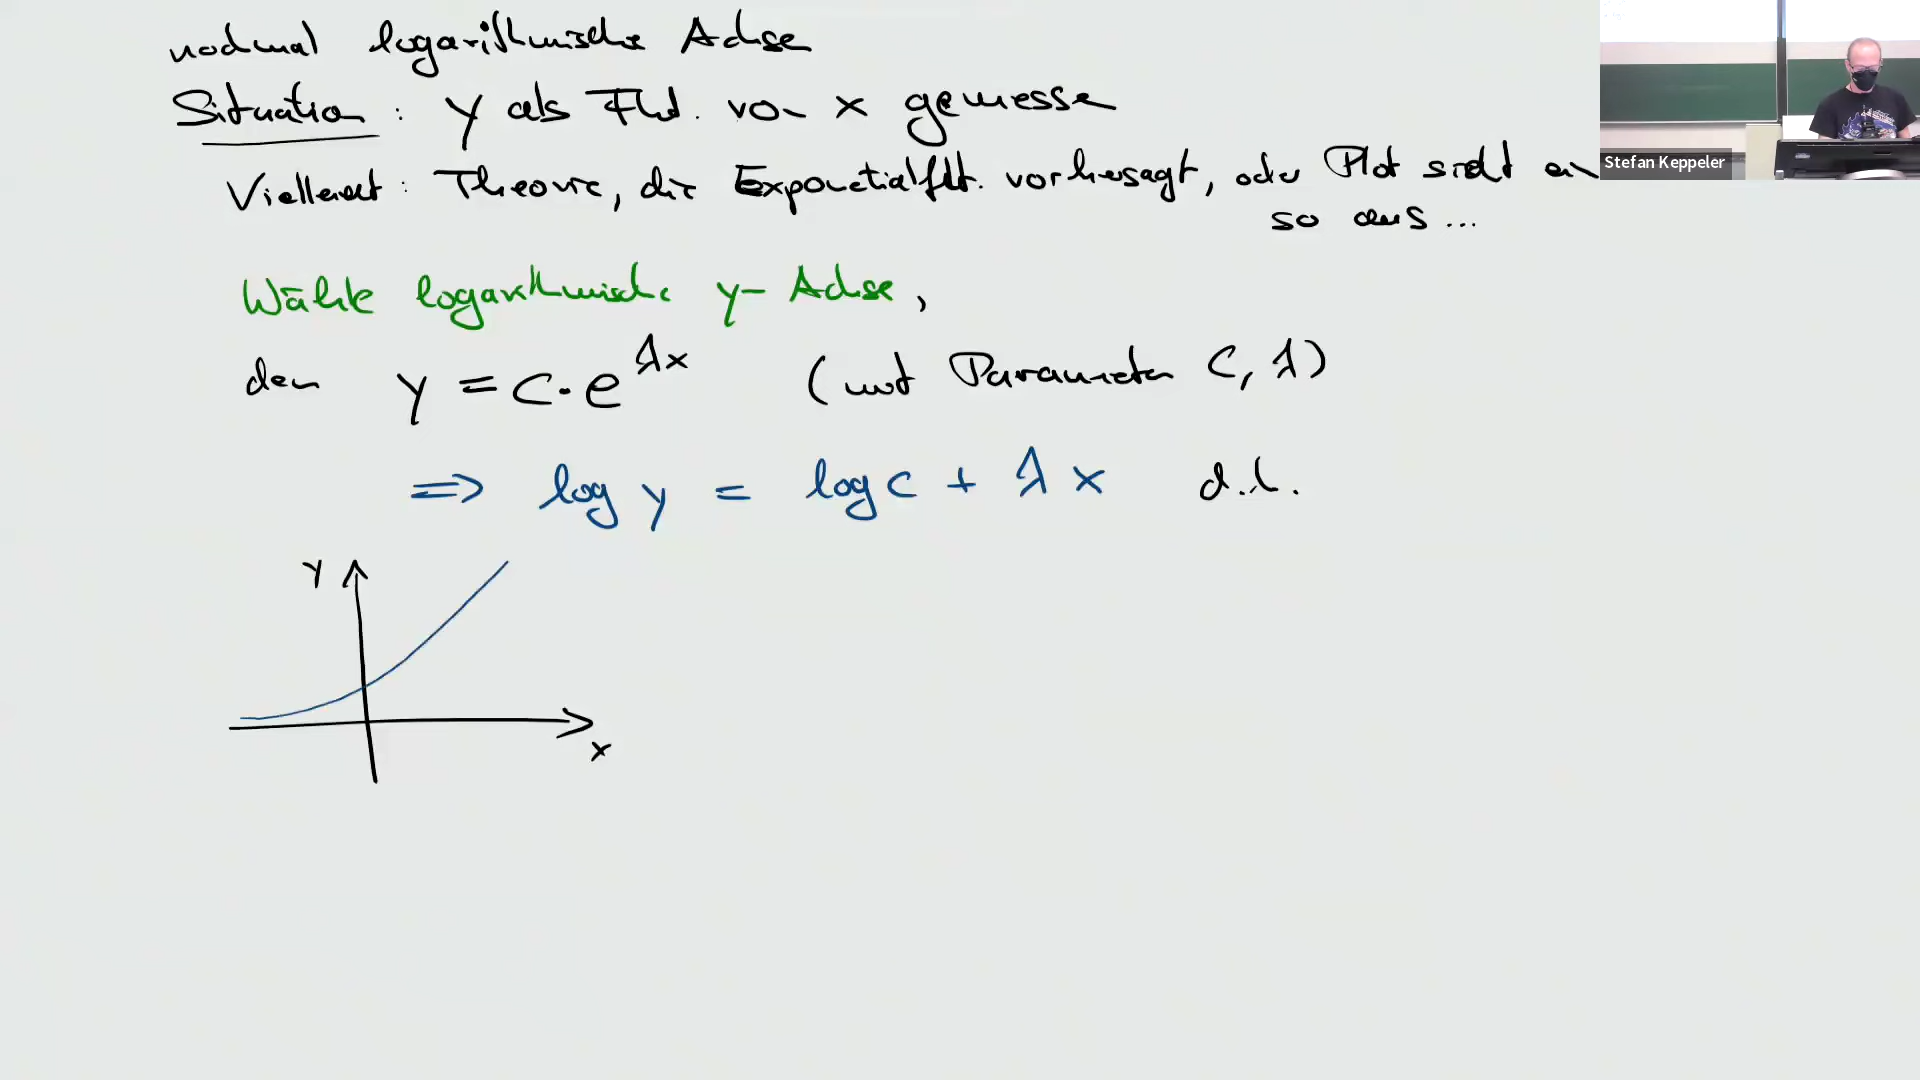 nochmal logarithmische Achse
Situation: y als Fkt. von x gemessen
Vielleicht: Theorie, die Exponentialfkt. vorhersagt, oder Plot sieht
so aus...
Wähle logarithmische y-Achse,
denn y = c · e^{λx} (mit Parametern c, λ)
⇒ log y = log c + λ x d.h.
y
x
Stefan Keppeler